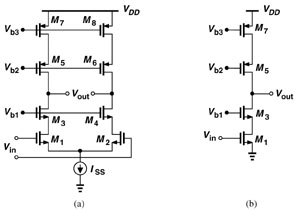 V_DD
V_DD
V_b3
M_7
M_8
V_b3
M_7
V_b2
M_5
M_6
V_b2
M_5
V_out
V_out
V_b1
M_3
M_4
V_b1
M_3
V_in
M_1
M_2
V_in
M_1
I_SS
(a)
(b)